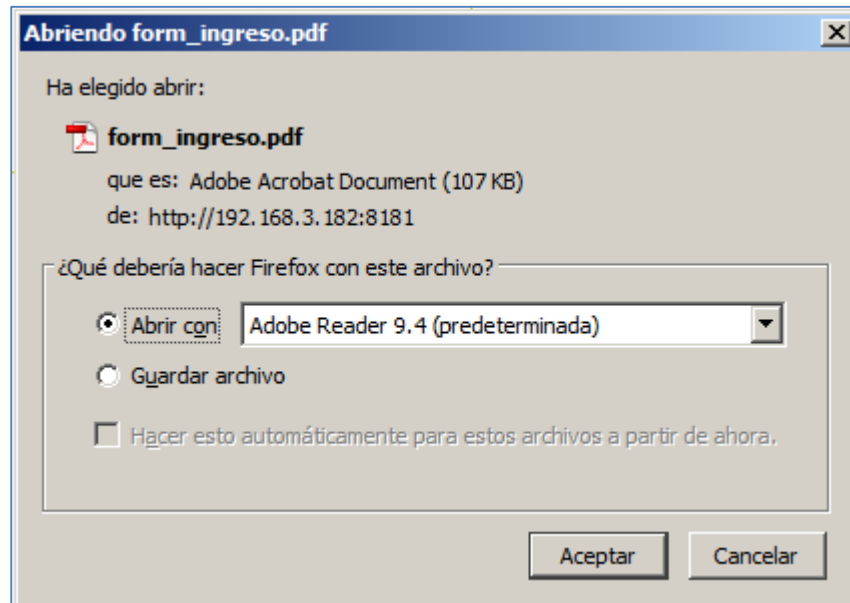 Abriendo form_ingreso.pdf
Ha elegido abrir:
form_ingreso.pdf
que es: Adobe Acrobat Document (107 KB)
de: http://192.168.3.182:8181
¿Qué debería hacer Firefox con este archivo?
Abrir con Adobe Reader 9.4 (predeterminada)
Guardar archivo
Hacer esto automáticamente para estos archivos a partir de ahora.
Aceptar Cancelar